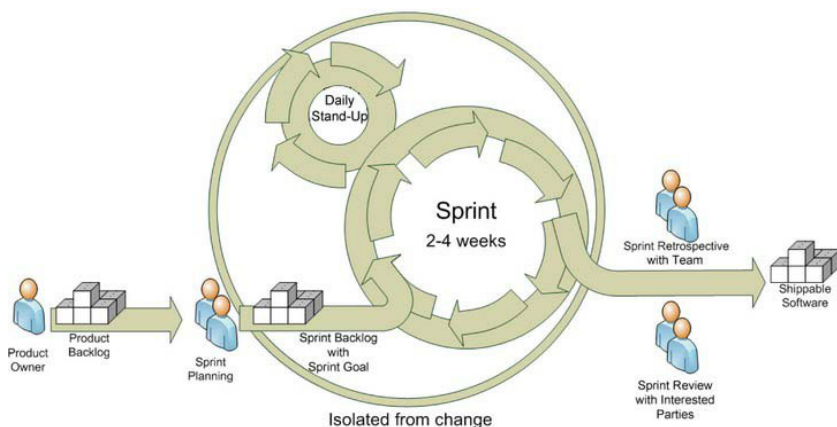 Daily
Stand-Up
Sprint
2-4 weeks
Product
Owner
Product
Backlog
Sprint
Planning
Sprint Backlog
with
Sprint Goal
Sprint Retrospective
with Team
Shippable
Software
Sprint Review
with Interested
Parties
Isolated from change